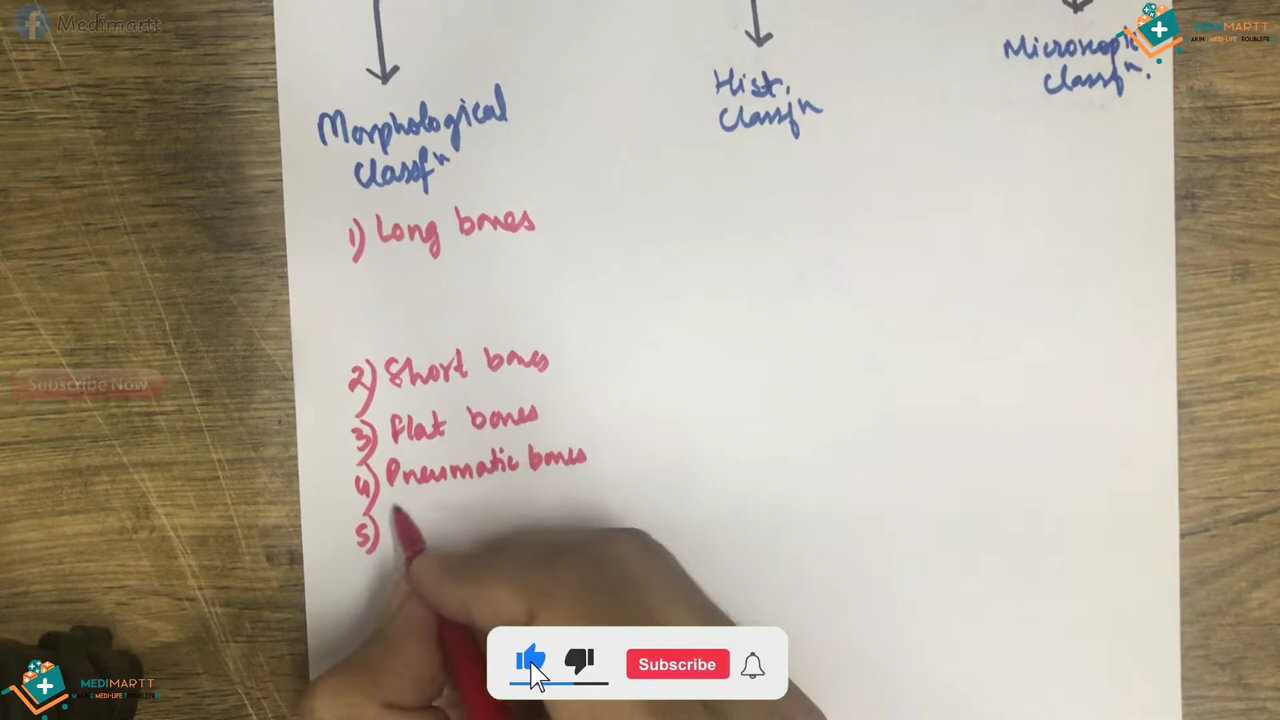 Medimartt
MEDIMARTT
Morphological
classfⁿ
Hist.
classfⁿ
Microscopic
classfⁿ.
1) Long bones
2) Short bones
3) Flat bones
4) Pneumatic bones
5)
Subscribe Now
Subscribe
MEDIMARTT